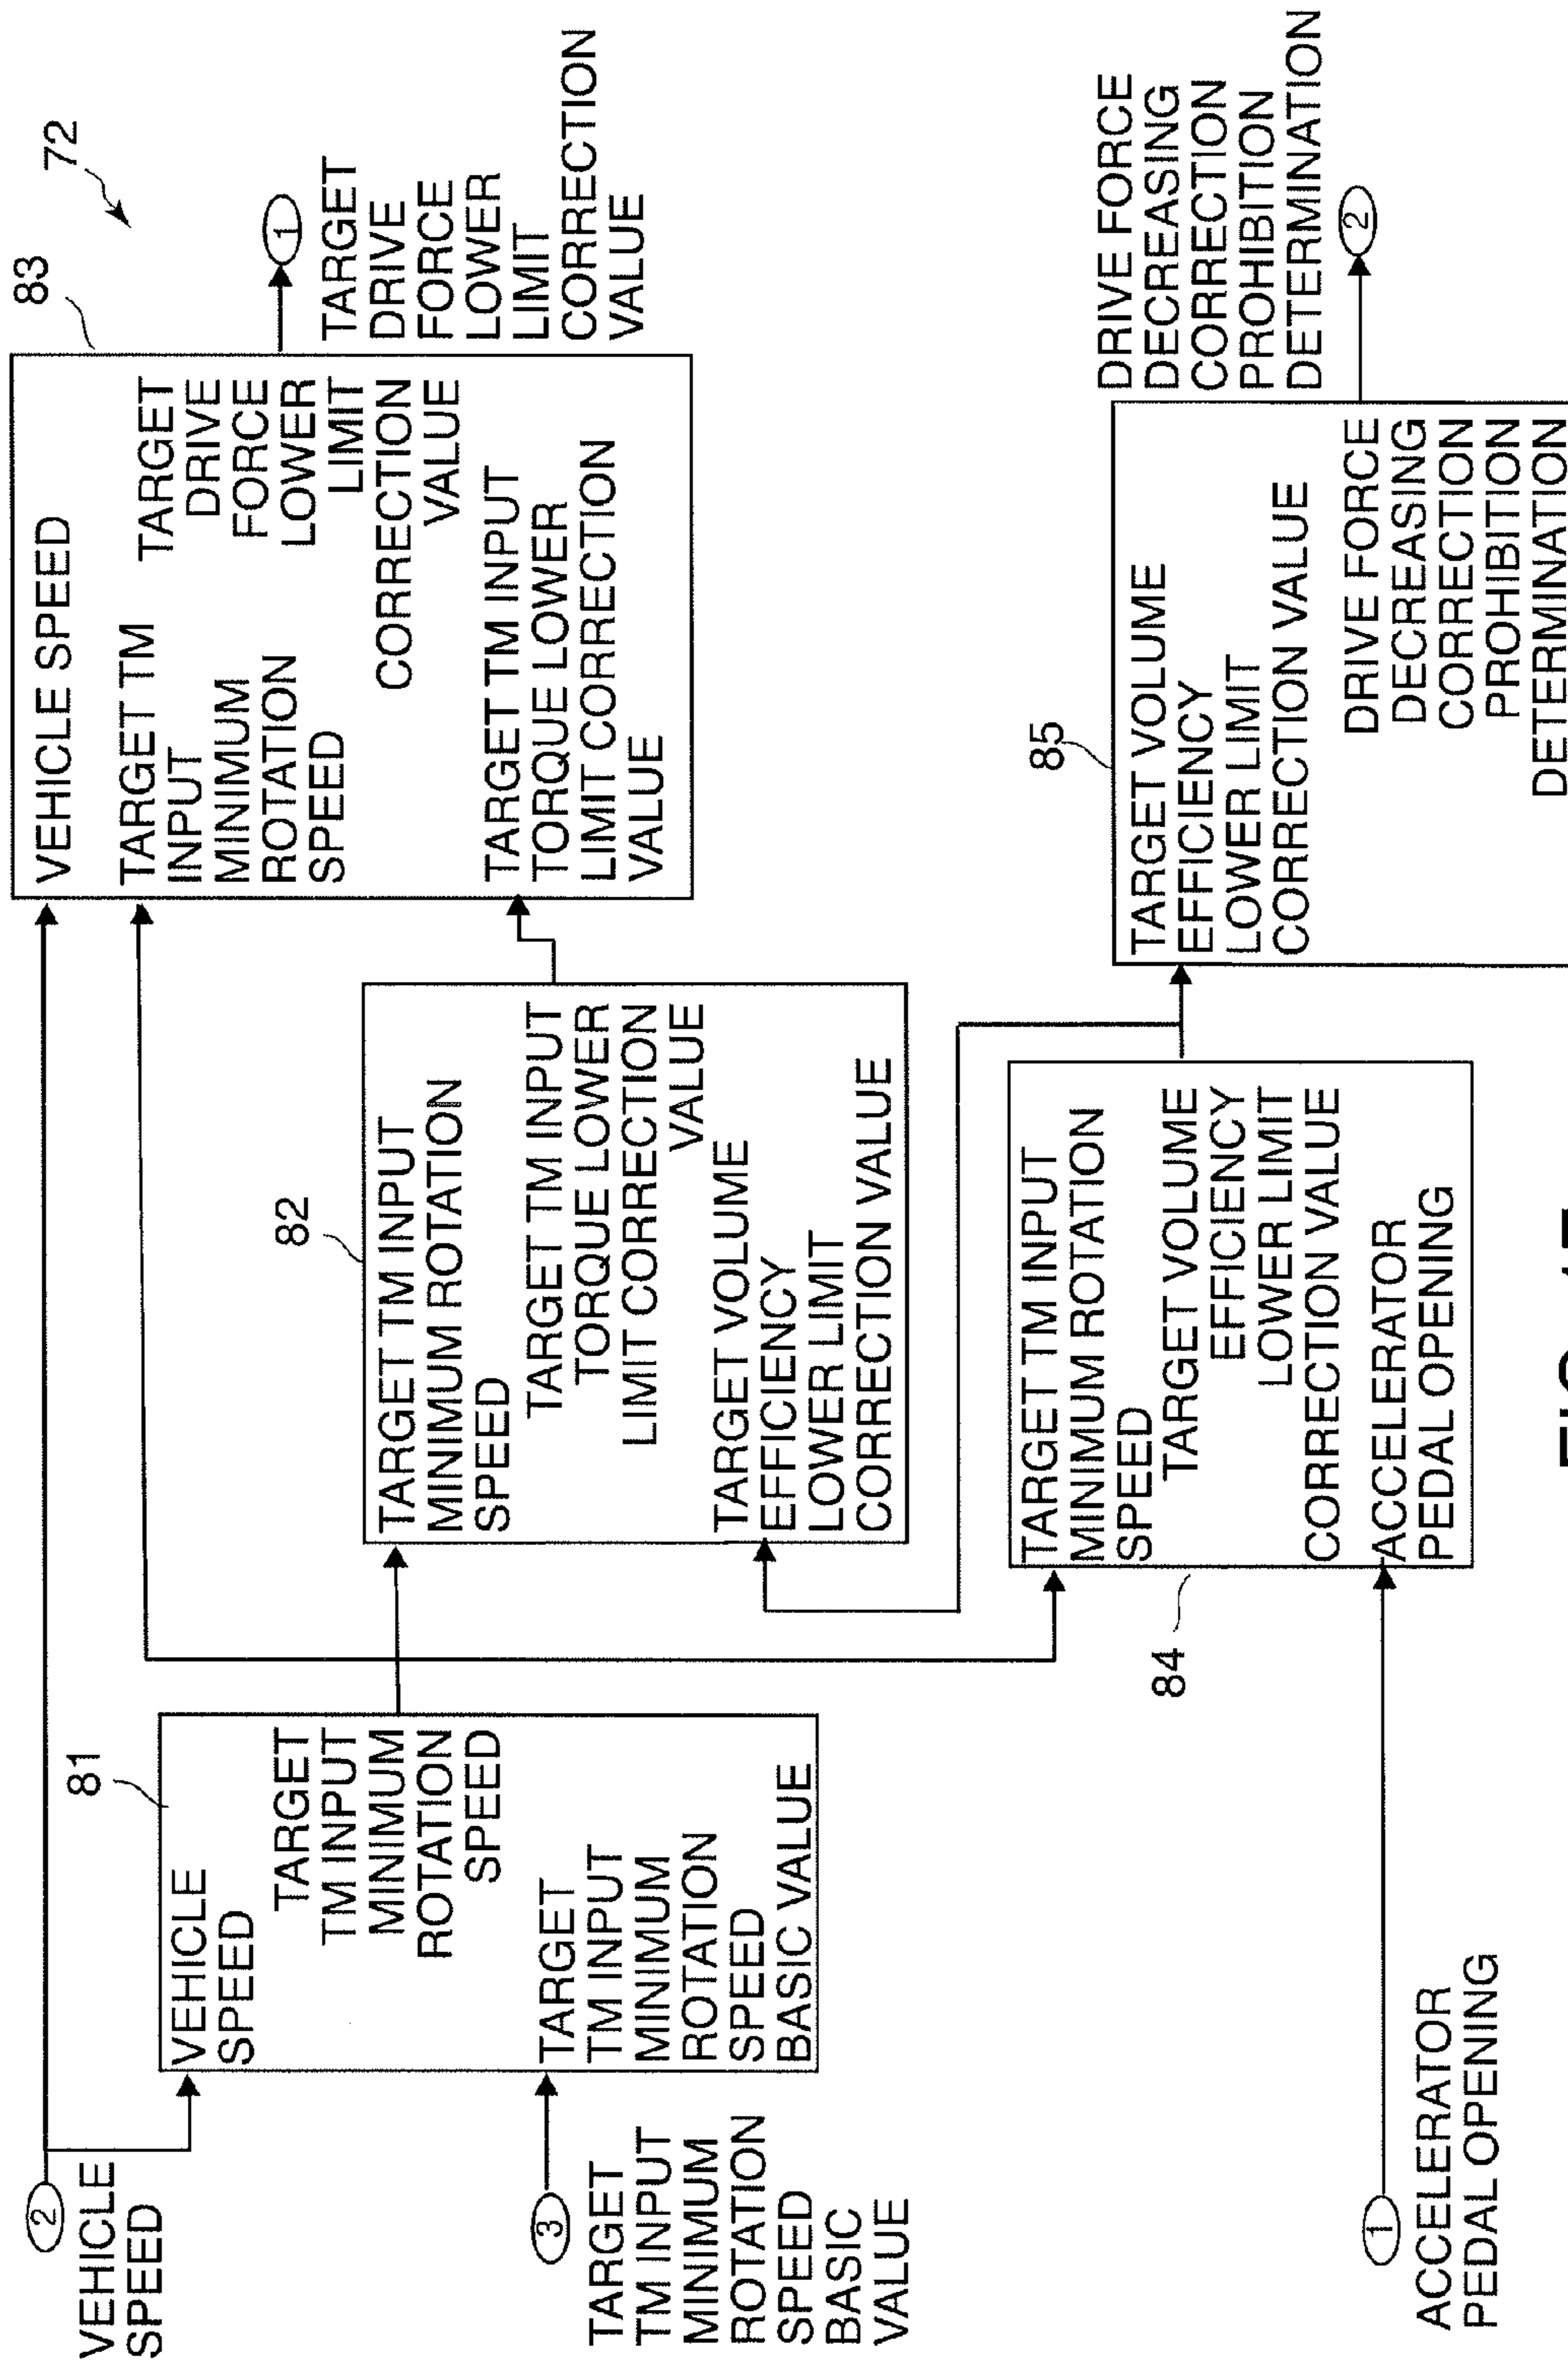 72
2
VEHICLE
SPEED
3
TARGET
TM INPUT
MINIMUM
ROTATION
SPEED
BASIC
VALUE
1
ACCELERATOR
PEDAL OPENING
81
VEHICLE
SPEED
TARGET
TM INPUT
MINIMUM
ROTATION
SPEED
TARGET
TM INPUT
MINIMUM
ROTATION
SPEED
BASIC VALUE
82
TARGET TM INPUT
MINIMUM ROTATION
SPEED
TARGET TM INPUT
TORQUE LOWER
LIMIT CORRECTION
VALUE
TARGET VOLUME
EFFICIENCY
LOWER LIMIT
CORRECTION VALUE
84
TARGET TM INPUT
MINIMUM ROTATION
SPEED
TARGET VOLUME
EFFICIENCY
LOWER LIMIT
CORRECTION VALUE
ACCELERATOR
PEDAL OPENING
83
VEHICLE SPEED
TARGET TM
INPUT
MINIMUM
ROTATION
SPEED
TARGET
DRIVE
FORCE
LOWER
LIMIT
CORRECTION
VALUE
TARGET TM INPUT
TORQUE LOWER
LIMIT CORRECTION
VALUE
1
TARGET
DRIVE
FORCE
LOWER
LIMIT
CORRECTION
VALUE
85
TARGET VOLUME
EFFICIENCY
LOWER LIMIT
CORRECTION VALUE
DRIVE FORCE
DECREASING
CORRECTION
PROHIBITION
DETERMINATION
DRIVE FORCE
DECREASING
CORRECTION
PROHIBITION
DETERMINATION
2